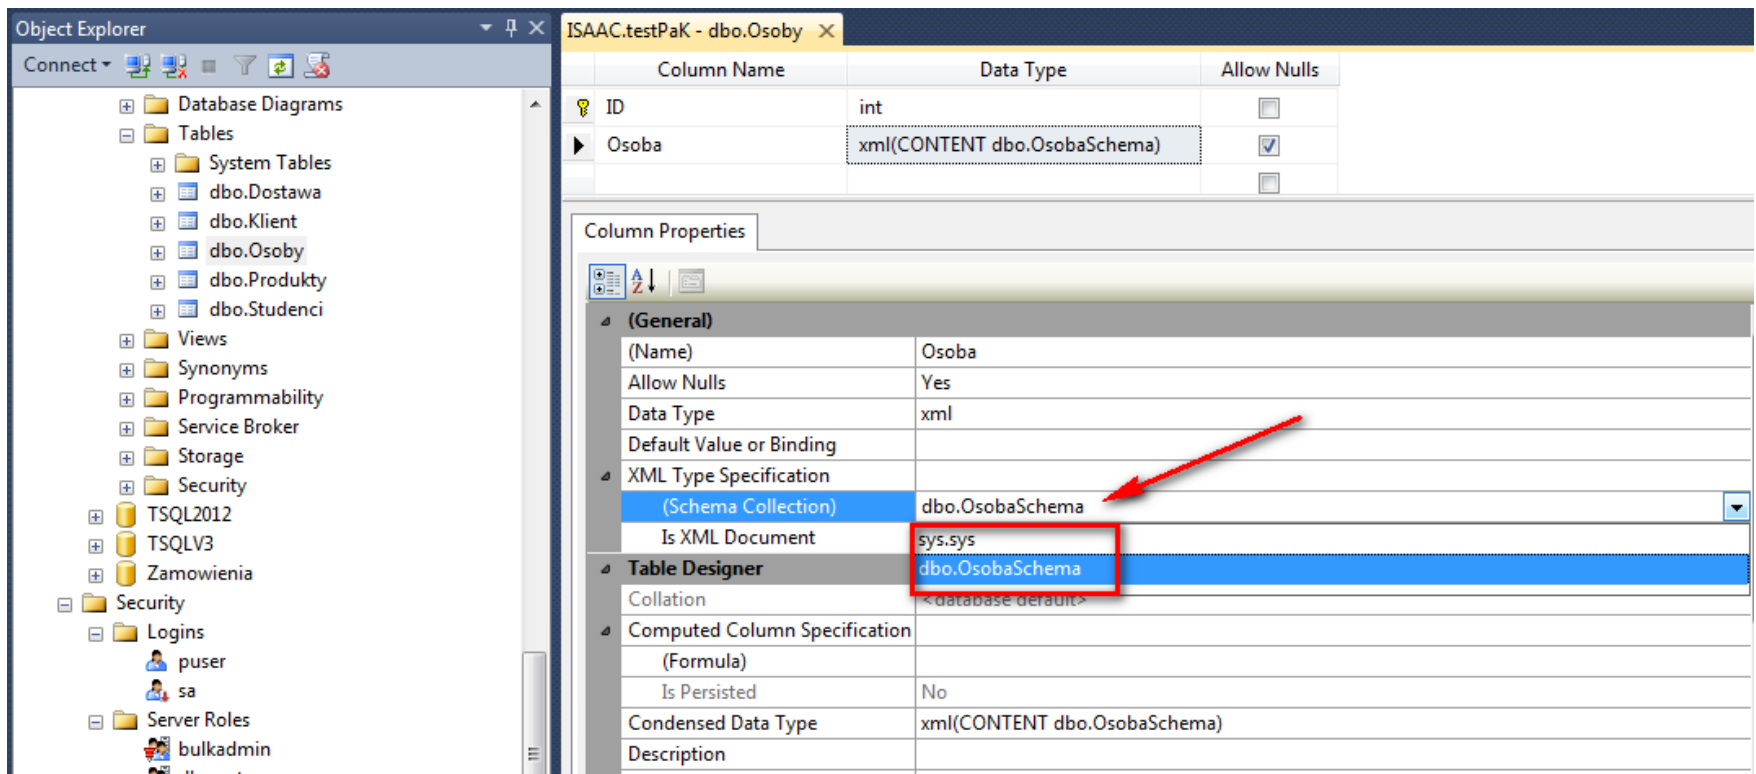 Object Explorer
Connect
Database Diagrams
Tables
System Tables
dbo.Dostawa
dbo.Klient
dbo.Osoby
dbo.Produkty
dbo.Studenci
Views
Synonyms
Programmability
Service Broker
Storage
Security
TSQL2012
TSQLV3
Zamowienia
Security
Logins
puser
sa
Server Roles
bulkadmin
ISAAC.testPaK - dbo.Osoby
Column Name Data Type Allow Nulls
ID int
Osoba xml(CONTENT dbo.OsobaSchema)
Column Properties
(General)
(Name) Osoba
Allow Nulls Yes
Data Type xml
Default Value or Binding
XML Type Specification
(Schema Collection) dbo.OsobaSchema
Is XML Document sys.sys
Table Designer dbo.OsobaSchema
Collation <database default>
Computed Column Specification
(Formula)
Is Persisted No
Condensed Data Type xml(CONTENT dbo.OsobaSchema)
Description